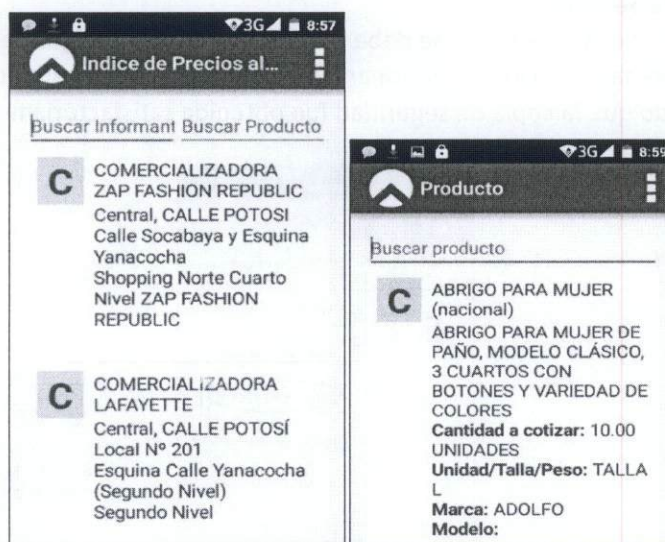 3G 8:57
Indice de Precios al...
Buscar Informant Buscar Producto
C
COMERCIALIZADORA
ZAP FASHION REPUBLIC
Central, CALLE POTOSI
Calle Socabaya y Esquina
Yanacocha
Shopping Norte Cuarto
Nivel ZAP FASHION
REPUBLIC
C
COMERCIALIZADORA
LAFAYETTE
Central, CALLE POTOSÍ
Local Nº 201
Esquina Calle Yanacocha
(Segundo Nivel)
Segundo Nivel
3G 8:59
Producto
Buscar producto
C
ABRIGO PARA MUJER
(nacional)
ABRIGO PARA MUJER DE
PAÑO, MODELO CLÁSICO,
3 CUARTOS CON
BOTONES Y VARIEDAD DE
COLORES
Cantidad a cotizar: 10.00
UNIDADES
Unidad/Talla/Peso: TALLA
L
Marca: ADOLFO
Modelo: